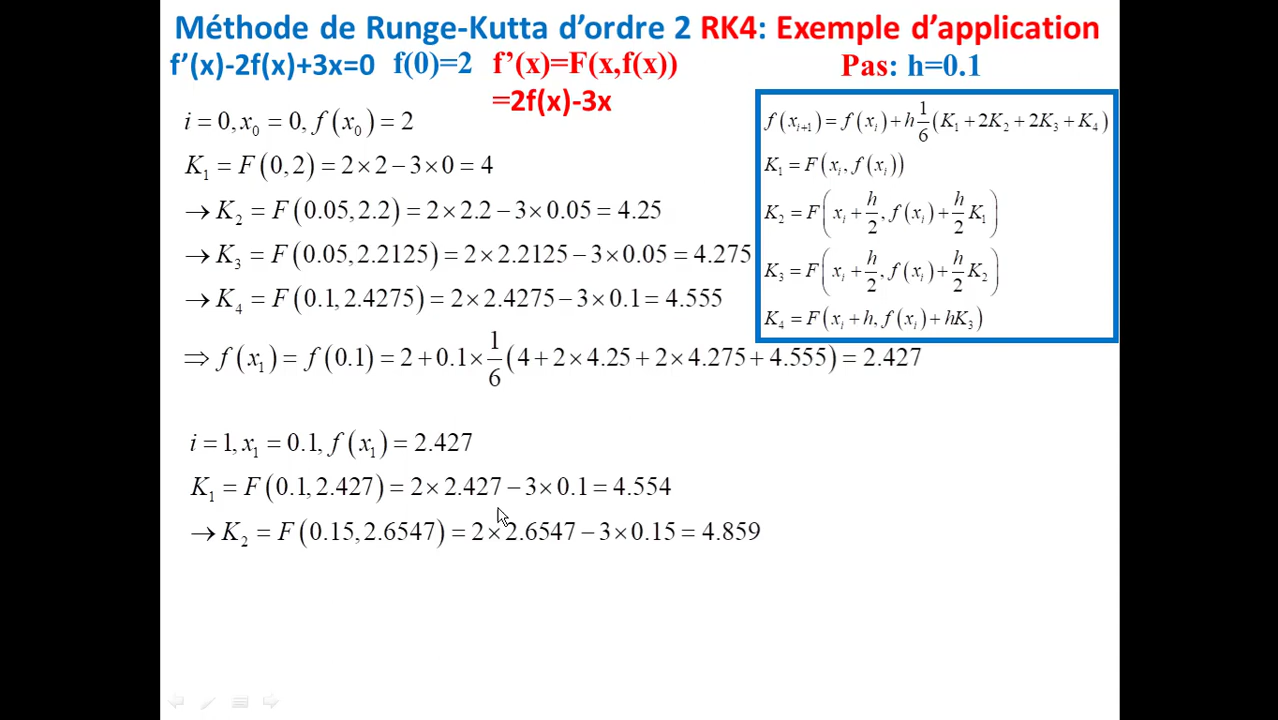 Méthode de Runge-Kutta d’ordre 2 RK4: Exemple d’application
f’(x)-2f(x)+3x=0 f(0)=2 f’(x)=F(x,f(x)) Pas: h=0.1
=2f(x)-3x
i = 0, x₀ = 0, f(x₀) = 2
K₁ = F(0,2) = 2×2−3×0 = 4
→ K₂ = F(0.05,2.2) = 2×2.2−3×0.05 = 4.25
→ K₃ = F(0.05,2.2125) = 2×2.2125−3×0.05 = 4.275
→ K₄ = F(0.1,2.4275) = 2×2.4275−3×0.1 = 4.555
⇒ f(x₁) = f(0.1) = 2+0.1×1/6(4+2×4.25+2×4.275+4.555) = 2.427
f(xᵢ₊₁) = f(xᵢ)+h 1/6(K₁+2K₂+2K₃+K₄)
K₁ = F(xᵢ, f(xᵢ))
K₂ = F(xᵢ+h/2, f(xᵢ)+h/2 K₁)
K₃ = F(xᵢ+h/2, f(xᵢ)+h/2 K₂)
K₄ = F(xᵢ+h, f(xᵢ)+hK₃)
i = 1, x₁ = 0.1, f(x₁) = 2.427
K₁ = F(0.1,2.427) = 2×2.427−3×0.1 = 4.554
→ K₂ = F(0.15,2.6547) = 2×2.6547−3×0.15 = 4.859